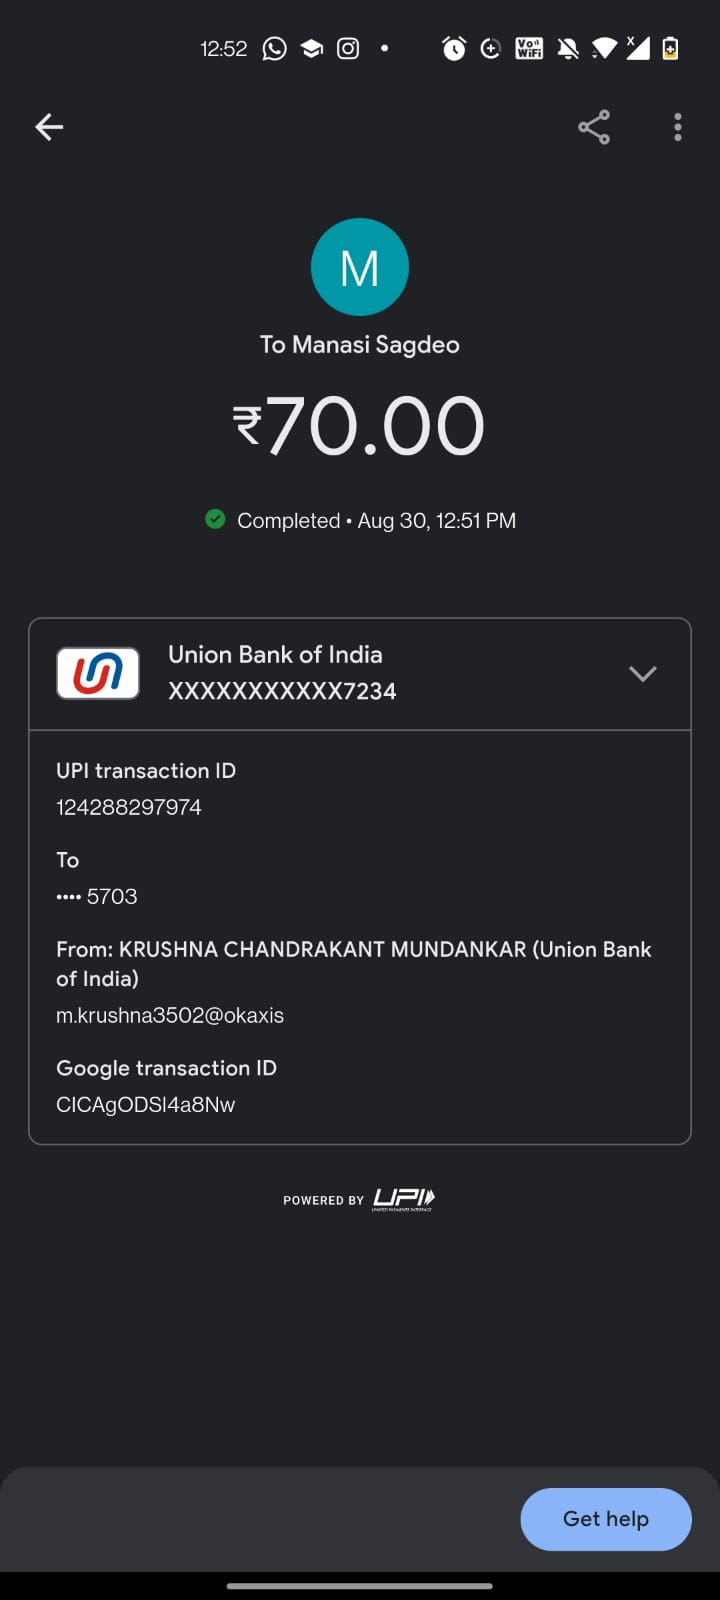 12:52
Vo WiFi
X
M
To Manasi Sagdeo
₹70.00
Completed • Aug 30, 12:51 PM
Union Bank of India
XXXXXXXXXXX7234
UPI transaction ID
124288297974
To
•••• 5703
From: KRUSHNA CHANDRAKANT MUNDANKAR (Union Bank
of India)
m.krushna3502@okaxis
Google transaction ID
CICAgODSl4a8Nw
POWERED BY UPI
UNIFIED PAYMENTS INTERFACE
Get help